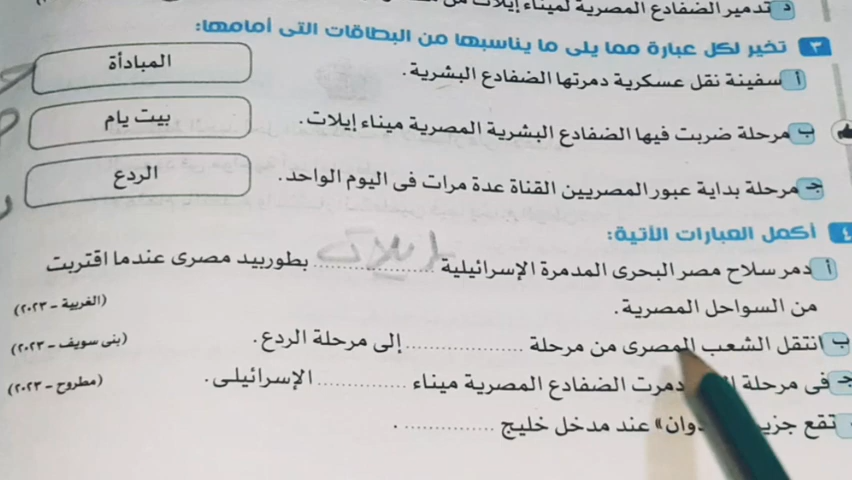 د تدمير الضفادع المصرية لميناء إيلات
٣ تخير لكل عبارة مما يلى ما يناسبها من البطاقات التى أمامها:
أ سفينة نقل عسكرية دمرتها الضفادع البشرية.
المبادأة
ب مرحلة ضربت فيها الضفادع البشرية المصرية ميناء إيلات.
بيت يام
جـ مرحلة بداية عبور المصريين القناة عدة مرات فى اليوم الواحد.
الردع
٤ أكمل العبارات الآتية:
أ دمر سلاح مصر البحرى المدمرة الإسرائيلية إيلات بطوربيد مصرى عندما اقتربت
من السواحل المصرية. (الغربية - ٢٠٢٣)
ب انتقل الشعب المصرى من مرحلة .................... إلى مرحلة الردع. (بنى سويف - ٢٠٢٣)
جـ فى مرحلة دمرت الضفادع المصرية ميناء .................... الإسرائيلى. (مطروح - ٢٠٢٣)
تقع عند مدخل خليج .................... .